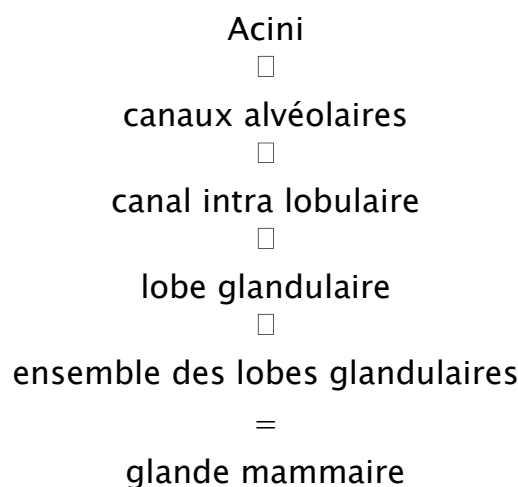 Acini
□
canaux alvéolaires
□
canal intra lobulaire
□
lobe glandulaire
□
ensemble des lobes glandulaires
=
glande mammaire